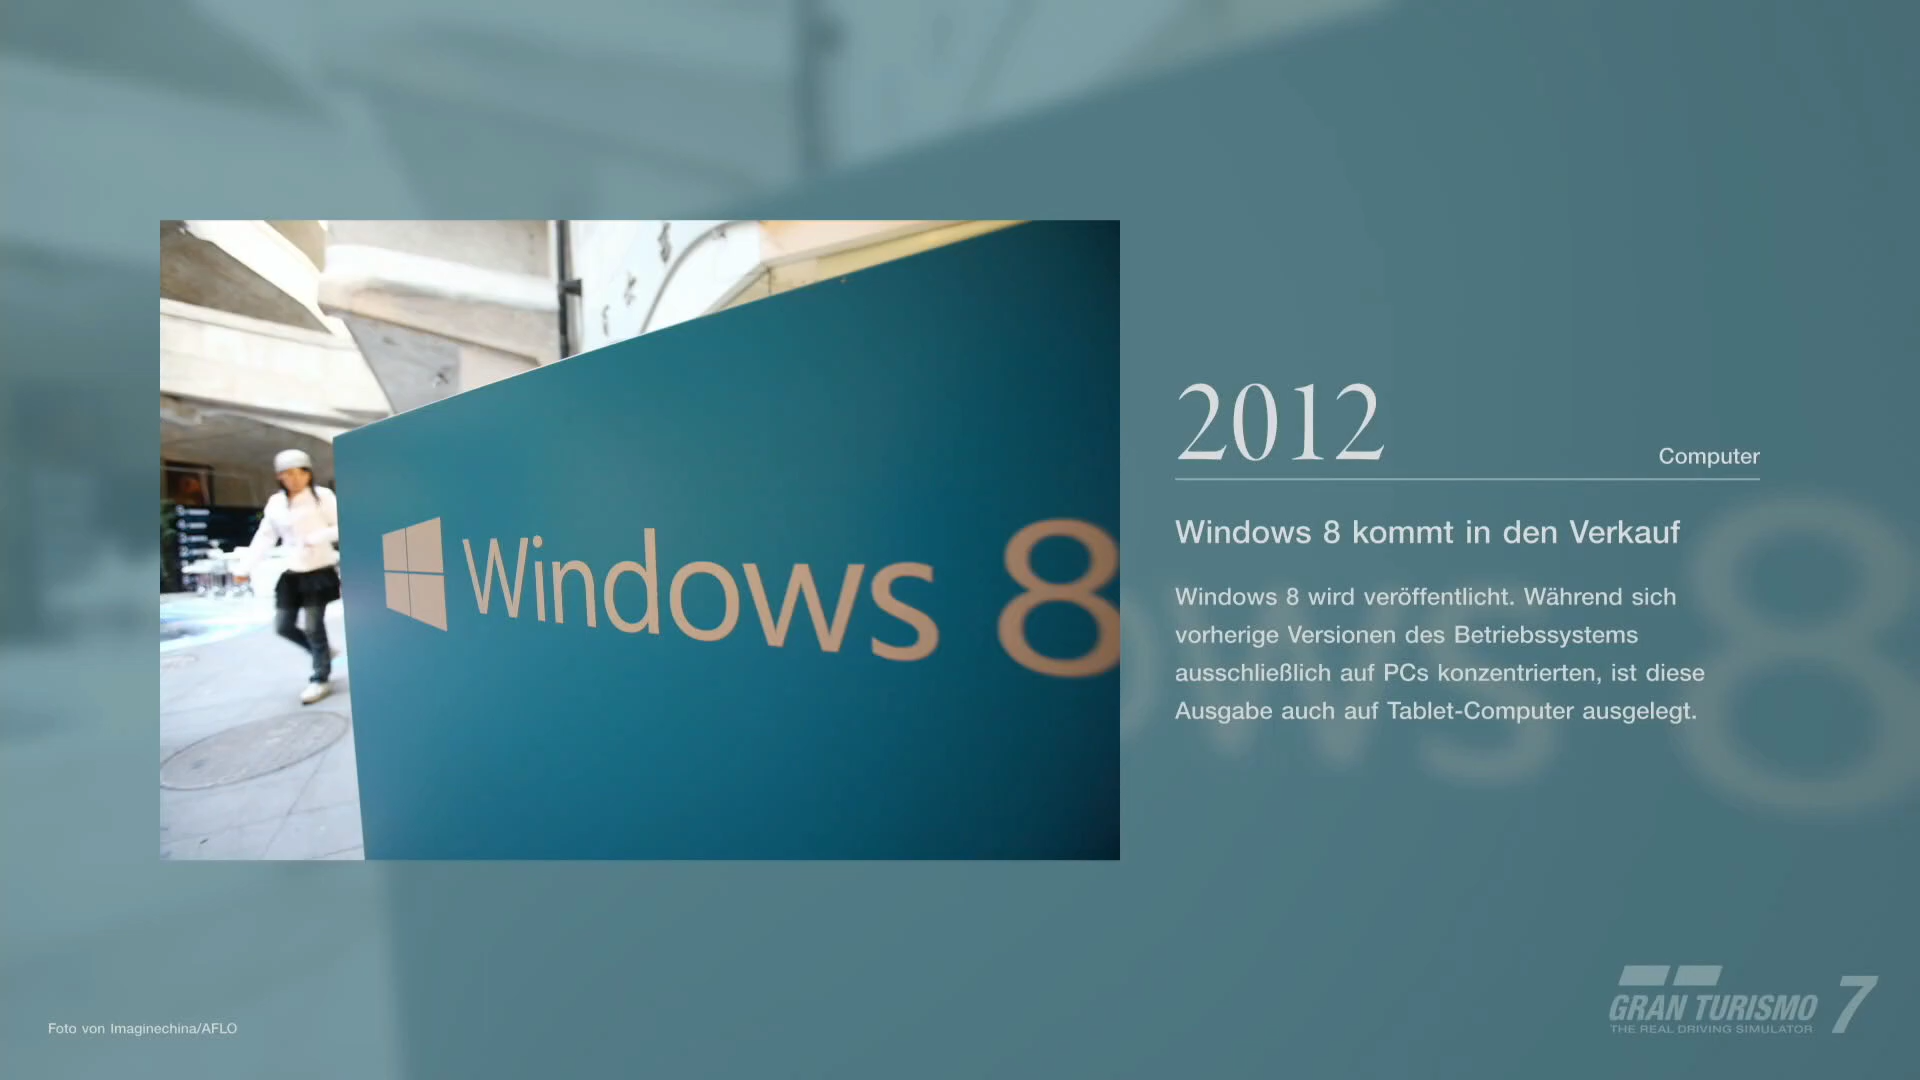 Windows 8
2012
Computer
Windows 8 kommt in den Verkauf
Windows 8 wird veröffentlicht. Während sich
vorherige Versionen des Betriebssystems
ausschließlich auf PCs konzentrierten, ist diese
Ausgabe auch auf Tablet-Computer ausgelegt.
Foto von Imaginechina/AFLO
GRAN TURISMO 7
THE REAL DRIVING SIMULATOR